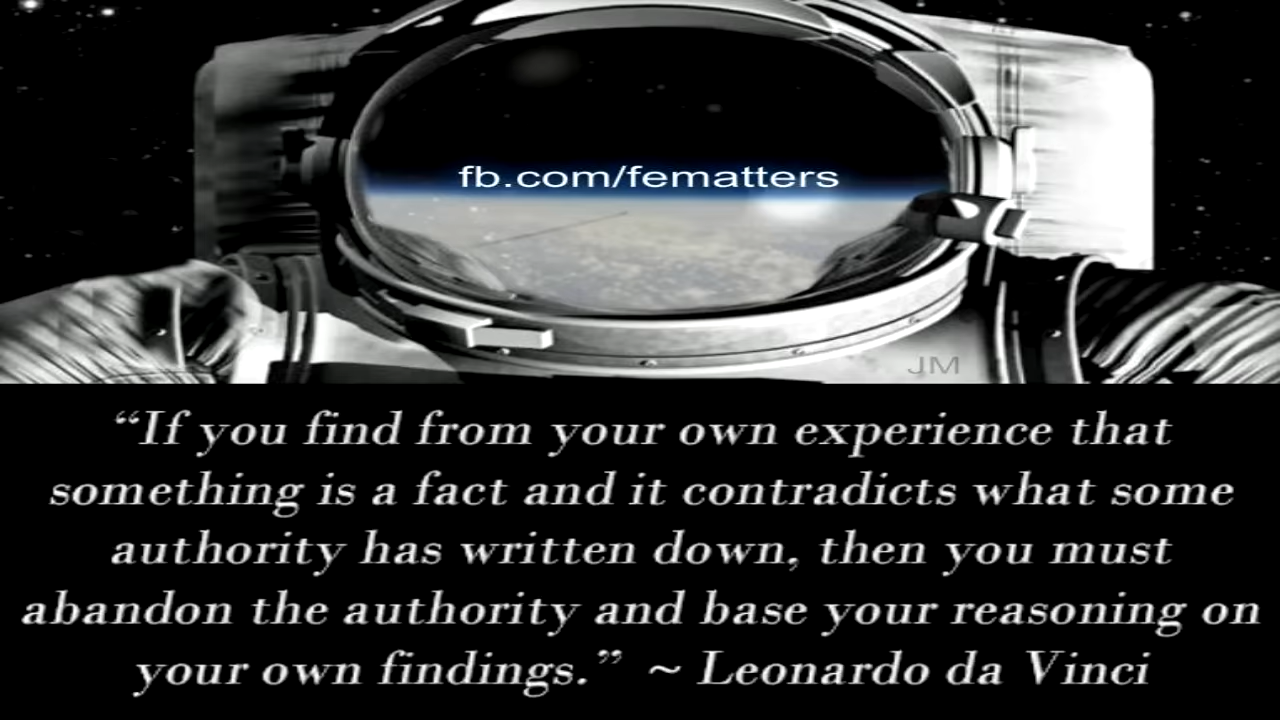 fb.com/fematters
JM
“If you find from your own experience that
something is a fact and it contradicts what some
authority has written down, then you must
abandon the authority and base your reasoning on
your own findings.” ~ Leonardo da Vinci